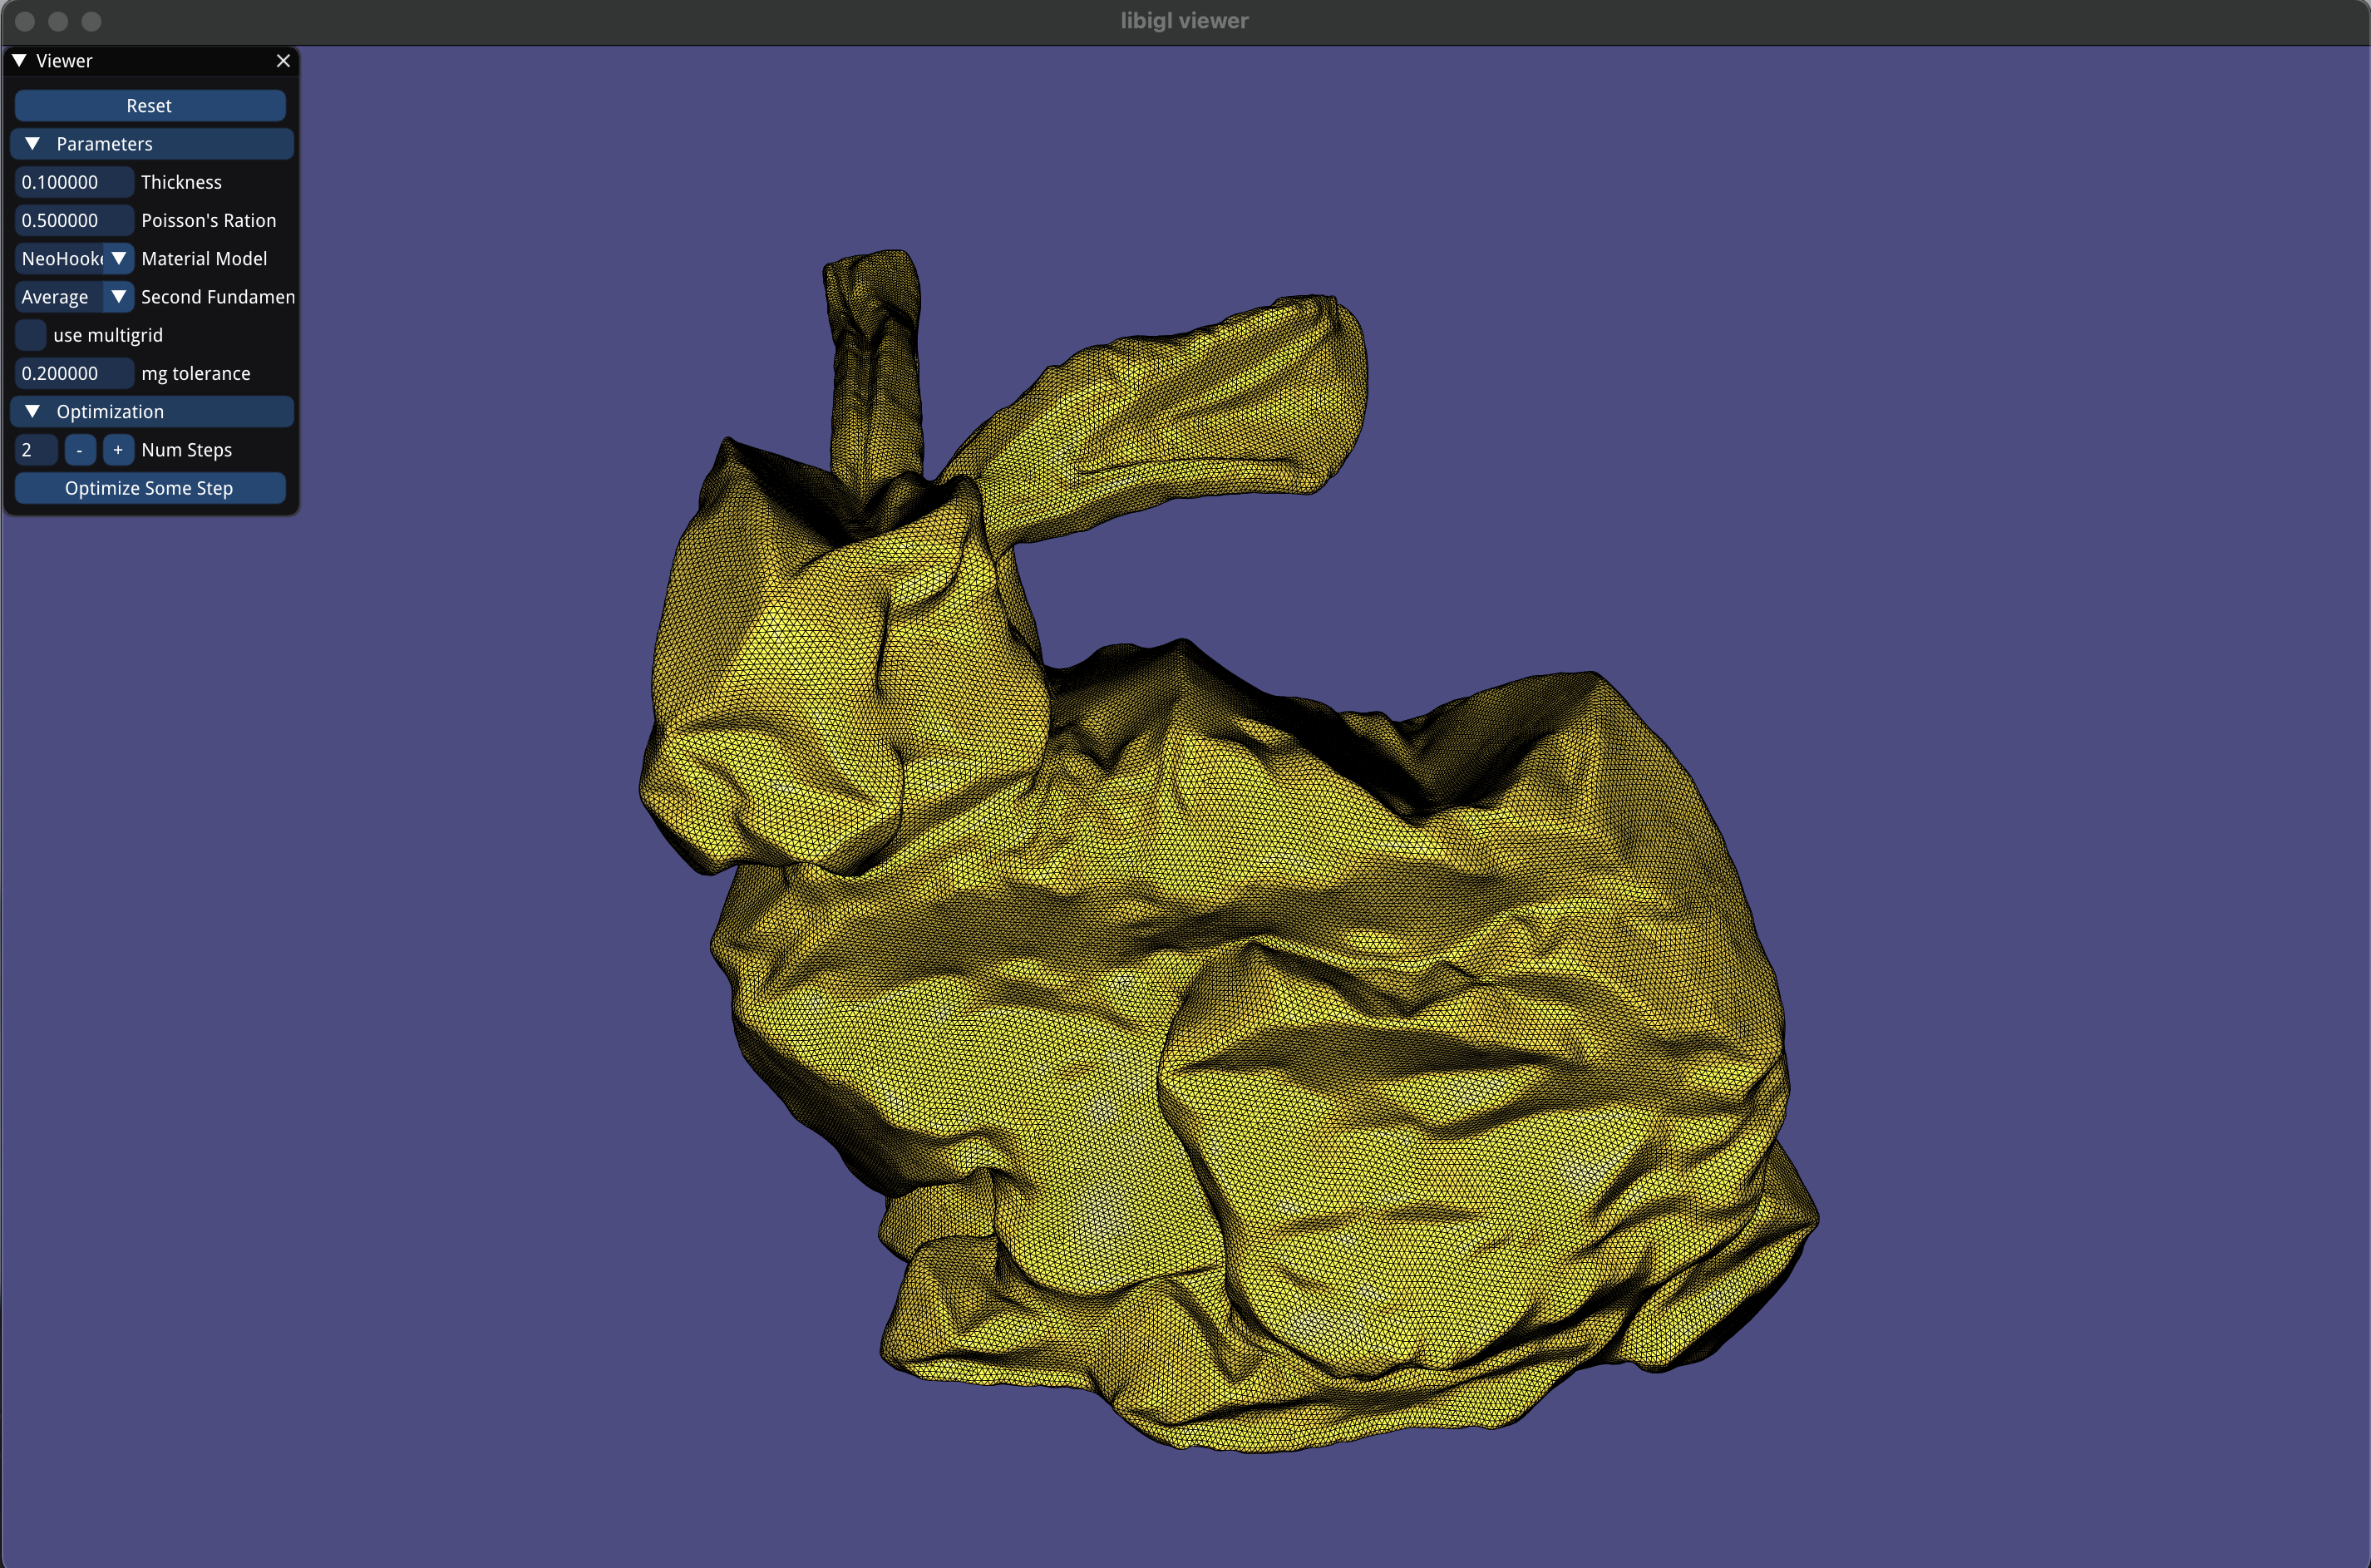 libigl viewer
Viewer
Reset
Parameters
0.100000 Thickness
0.500000 Poisson's Ration
NeoHook Material Model
Average Second Fundamen
use multigrid
0.200000 mg tolerance
Optimization
2 - + Num Steps
Optimize Some Step